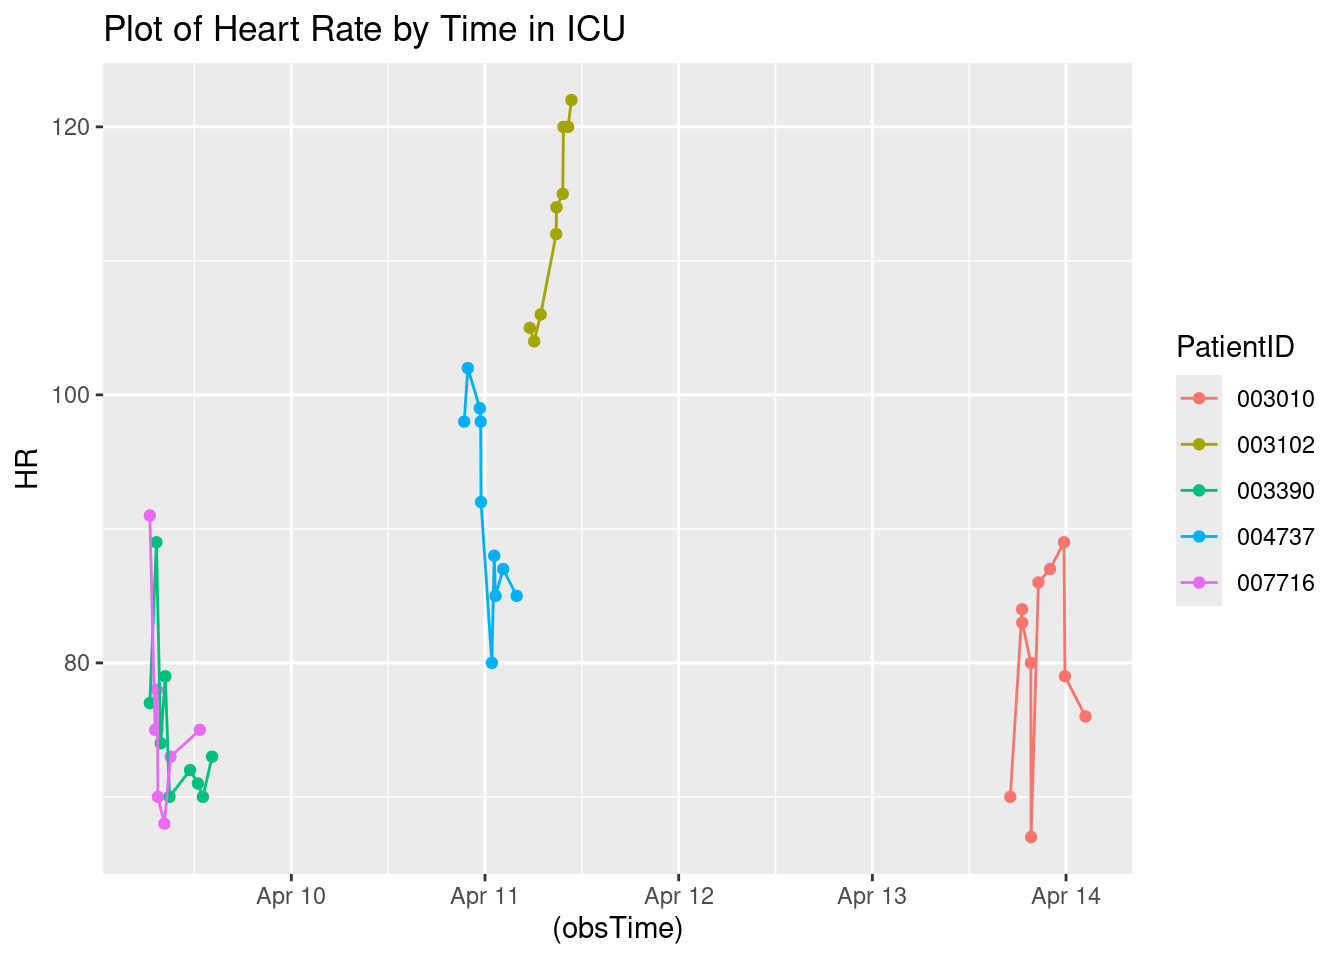 Plot of Heart Rate by Time in ICU
120
100
80
HR
Apr 10
Apr 11
Apr 12
Apr 13
Apr 14
(obsTime)
PatientID
003010
003102
003390
004737
007716